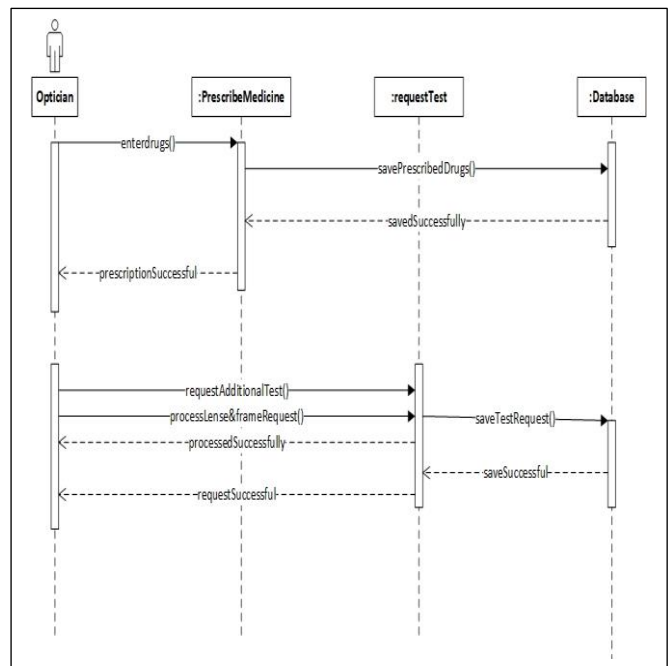 Optician
:PrescribeMedicine
:requestTest
:Database
enterdrugs()
savePrescribedDrugs()
savedSuccessfully
prescriptionSuccessful
requestAdditionalTest()
processLense&frameRequest()
saveTestRequest()
processedSuccessfully
saveSuccessful
requestSuccessful